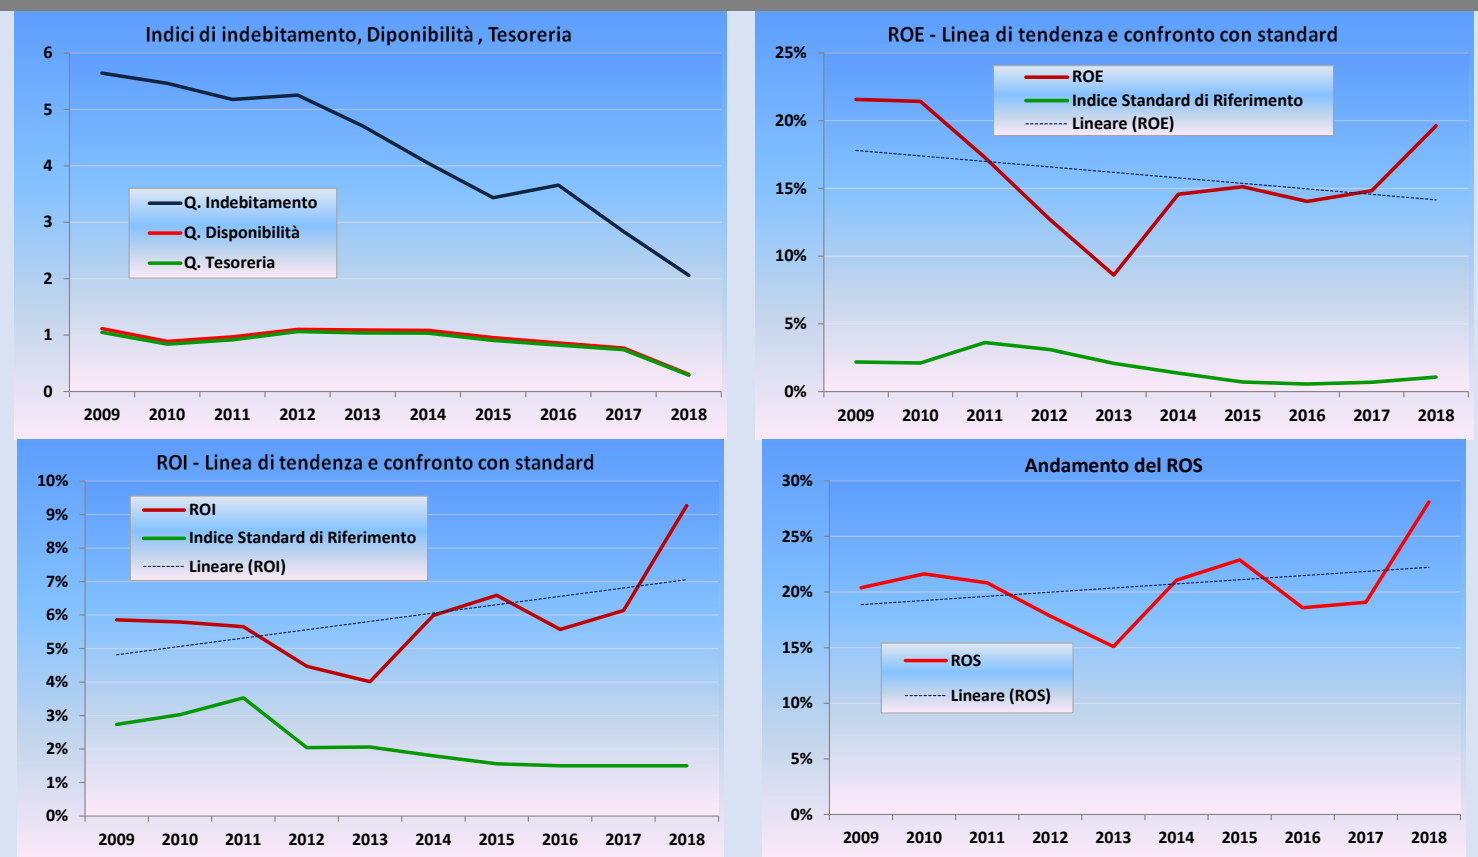 Indici di indebitamento, Diponibilità , Tesoreria
6
5
4
3
2
1
0
Q. Indebitamento
Q. Disponibilità
Q. Tesoreria
2009 2010 2011 2012 2013 2014 2015 2016 2017 2018
ROE - Linea di tendenza e confronto con standard
25%
20%
15%
10%
5%
0%
ROE
Indice Standard di Riferimento
Lineare (ROE)
2009 2010 2011 2012 2013 2014 2015 2016 2017 2018
ROI - Linea di tendenza e confronto con standard
10%
9%
8%
7%
6%
5%
4%
3%
2%
1%
0%
ROI
Indice Standard di Riferimento
Lineare (ROI)
2009 2010 2011 2012 2013 2014 2015 2016 2017 2018
Andamento del ROS
30%
25%
20%
15%
10%
5%
0%
ROS
Lineare (ROS)
2009 2010 2011 2012 2013 2014 2015 2016 2017 2018